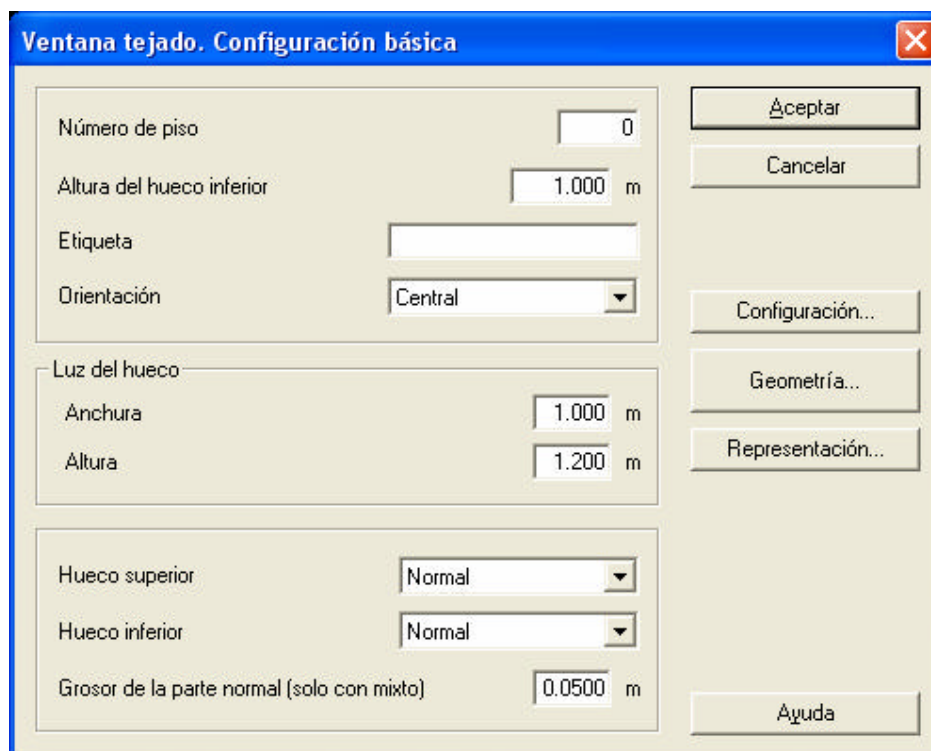 Ventana tejado. Configuración básica
Número de piso 0
Altura del hueco inferior 1.000 m
Etiqueta
Orientación Central
Luz del hueco
Anchura 1.000 m
Altura 1.200 m
Hueco superior Normal
Hueco inferior Normal
Grosor de la parte normal (solo con mixto) 0.0500 m
Aceptar
Cancelar
Configuración...
Geometría...
Representación...
Ayuda